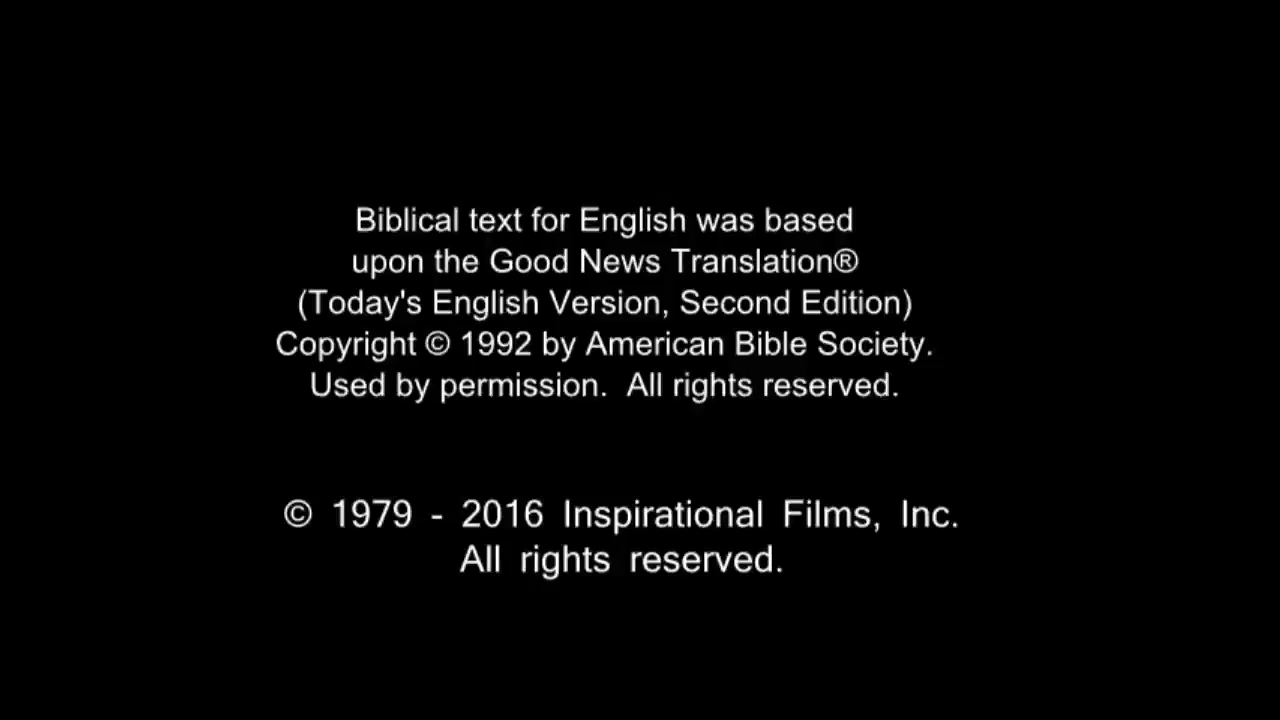 Biblical text for English was based
upon the Good News Translation®
(Today's English Version, Second Edition)
Copyright © 1992 by American Bible Society.
Used by permission.  All rights reserved.
© 1979 - 2016 Inspirational Films, Inc.
All rights reserved.